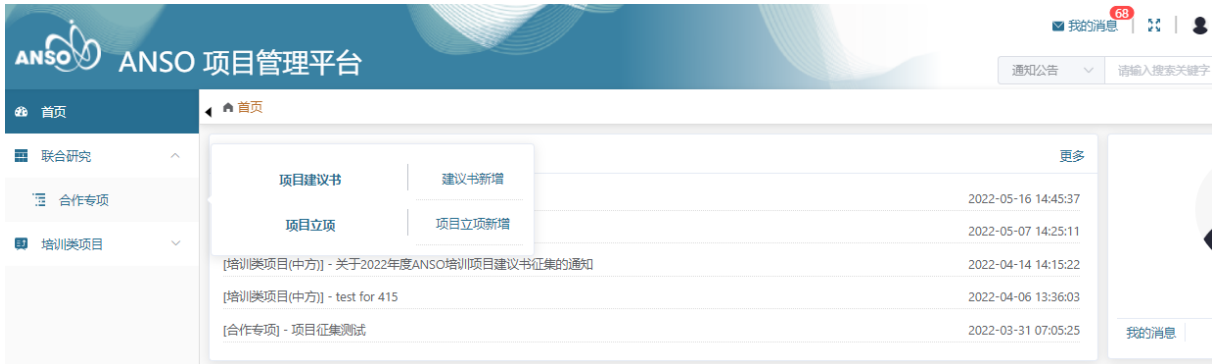 68
我的消息
ANSO
ANSO 项目管理平台
通知公告
请输入搜索关键字
首页
首页
联合研究
更多
项目建议书
建议书新增
合作专项
2022-05-16 14:45:37
项目立项
项目立项新增
2022-05-07 14:25:11
培训类项目
[培训类项目(中方)] - 关于2022年度ANSO培训项目建议书征集的通知
2022-04-14 14:15:22
[培训类项目(中方)] - test for 415
2022-04-06 13:36:03
[合作专项] - 项目征集测试
2022-03-31 07:05:25
我的消息